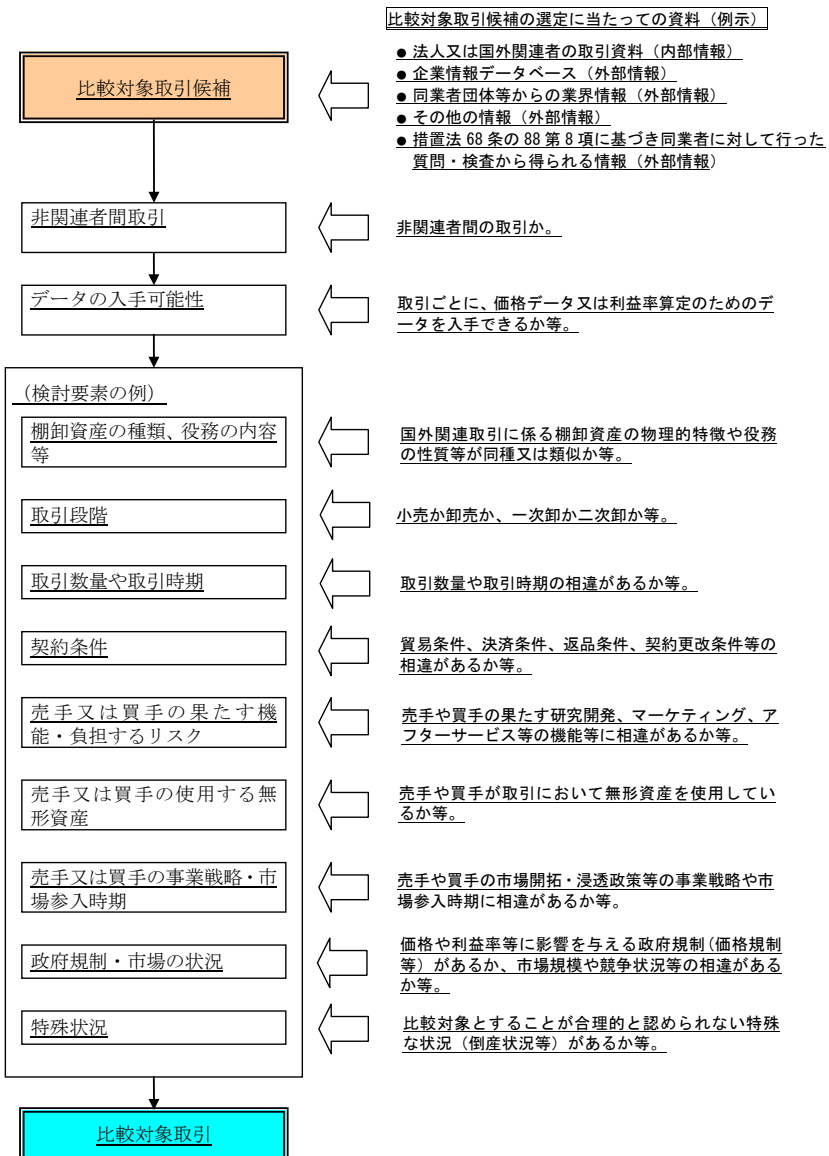 比較対象取引候補の選定に当たっての資料（例示）
比較対象取引候補
● 法人又は国外関連者の取引資料（内部情報）
● 企業情報データベース（外部情報）
● 同業者団体等からの業界情報（外部情報）
● その他の情報（外部情報）
● 措置法 68 条の 88 第 8 項に基づき同業者に対して行った
質問・検査から得られる情報（外部情報）
非関連者間取引
非関連者間の取引か。
データの入手可能性
取引ごとに、価格データ又は利益率算定のためのデ
ータを入手できるか等。
（検討要素の例）
棚卸資産の種類、役務の内容
等
国外関連取引に係る棚卸資産の物理的特徴や役務
の性質等が同種又は類似か等。
取引段階
小売か卸売か、一次卸か二次卸か等。
取引数量や取引時期
取引数量や取引時期の相違があるか等。
契約条件
貿易条件、決済条件、返品条件、契約更改条件等の
相違があるか等。
売手又は買手の果たす機
能・負担するリスク
売手や買手の果たす研究開発、マーケティング、ア
フターサービス等の機能等に相違があるか等。
売手又は買手の使用する無
形資産
売手や買手が取引において無形資産を使用してい
るか等。
売手又は買手の事業戦略・市
場参入時期
売手や買手の市場開拓・浸透政策等の事業戦略や市
場参入時期に相違があるか等。
政府規制・市場の状況
価格や利益率等に影響を与える政府規制（価格規制
等）があるか、市場規模や競争状況等の相違がある
か等。
特殊状況
比較対象とすることが合理的と認められない特殊
な状況（倒産状況等）があるか等。
比較対象取引